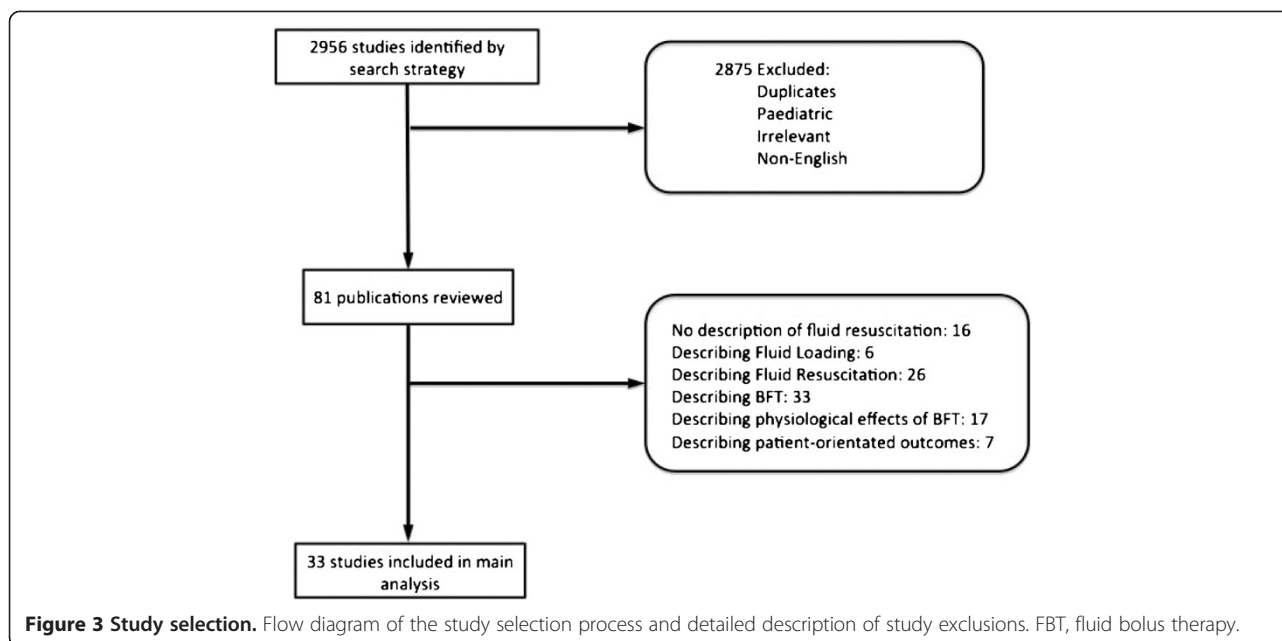 2956 studies identified by
search strategy
2875 Excluded:
Duplicates
Paediatric
Irrelevant
Non-English
81 publications reviewed
No description of fluid resuscitation: 16
Describing Fluid Loading: 6
Describing Fluid Resuscitation: 26
Describing BFT: 33
Describing physiological effects of BFT: 17
Describing patient-orientated outcomes: 7
33 studies included in main
analysis
Figure 3 Study selection. Flow diagram of the study selection process and detailed description of study exclusions. FBT, fluid bolus therapy.